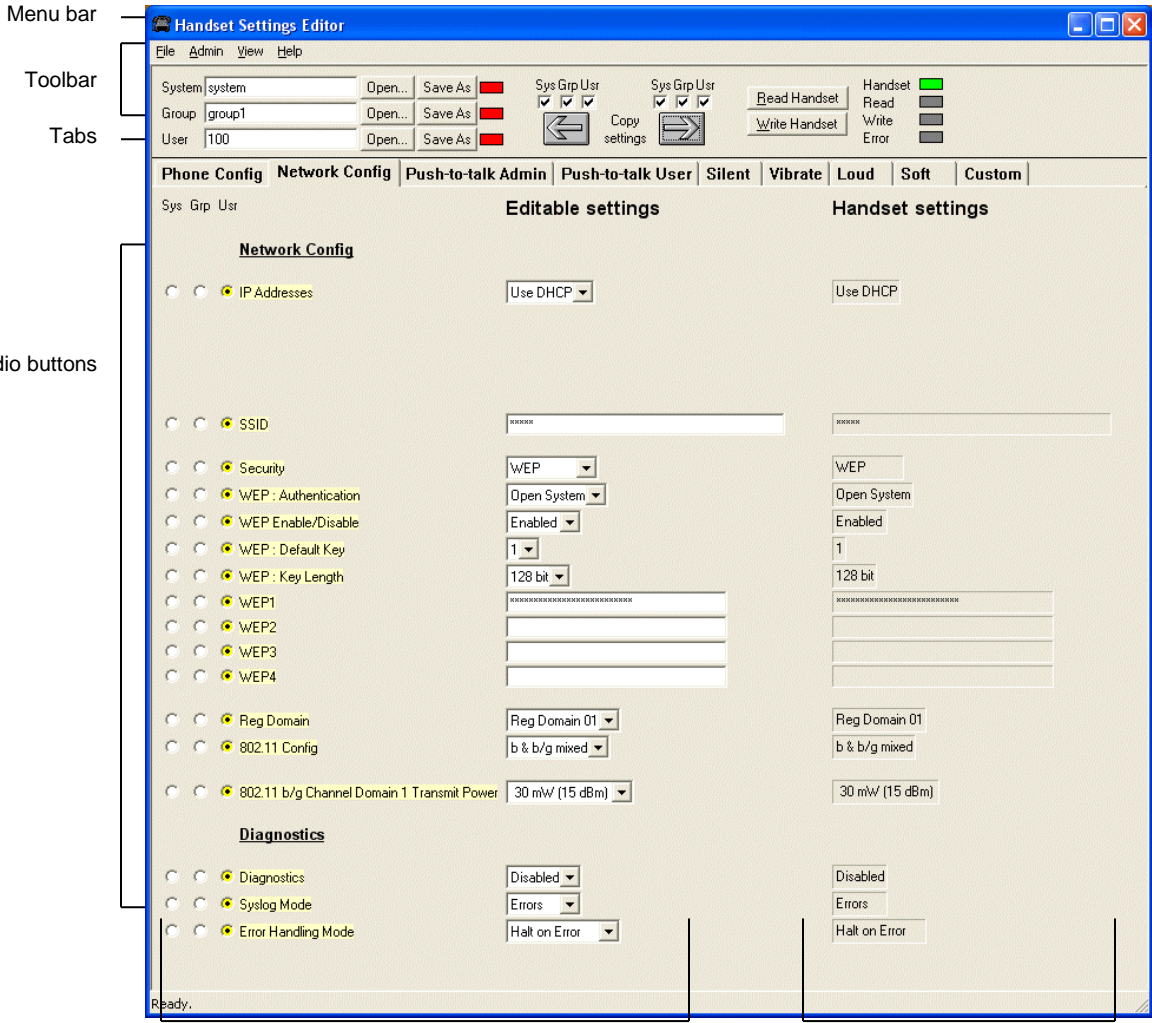 Menu bar
Handset Settings Editor
File Admin View Help
Toolbar
System system Open... Save As
Group group1 Open... Save As
User 100 Open... Save As
Sys Grp Usr
Sys Grp Usr
Copy
settings
Read Handset
Write Handset
Handset
Read
Write
Error
Tabs
Phone Config Network Config Push-to-talk Admin Push-to-talk User Silent Vibrate Loud Soft Custom
Sys Grp Usr Editable settings Handset settings
Network Config
IP Addresses Use DHCP Use DHCP
dio buttons
SSID ***** *****
Security WEP WEP
WEP : Authentication Open System Open System
WEP Enable/Disable Enabled Enabled
WEP : Default Key 1 1
WEP : Key Length 128 bit 128 bit
WEP1 ************************** **************************
WEP2
WEP3
WEP4
Reg Domain Reg Domain 01 Reg Domain 01
802.11 Config b & b/g mixed b & b/g mixed
802.11 b/g Channel Domain 1 Transmit Power 30 mW (15 dBm) 30 mW (15 dBm)
Diagnostics
Diagnostics Disabled Disabled
Syslog Mode Errors Errors
Error Handling Mode Halt on Error Halt on Error
Ready.